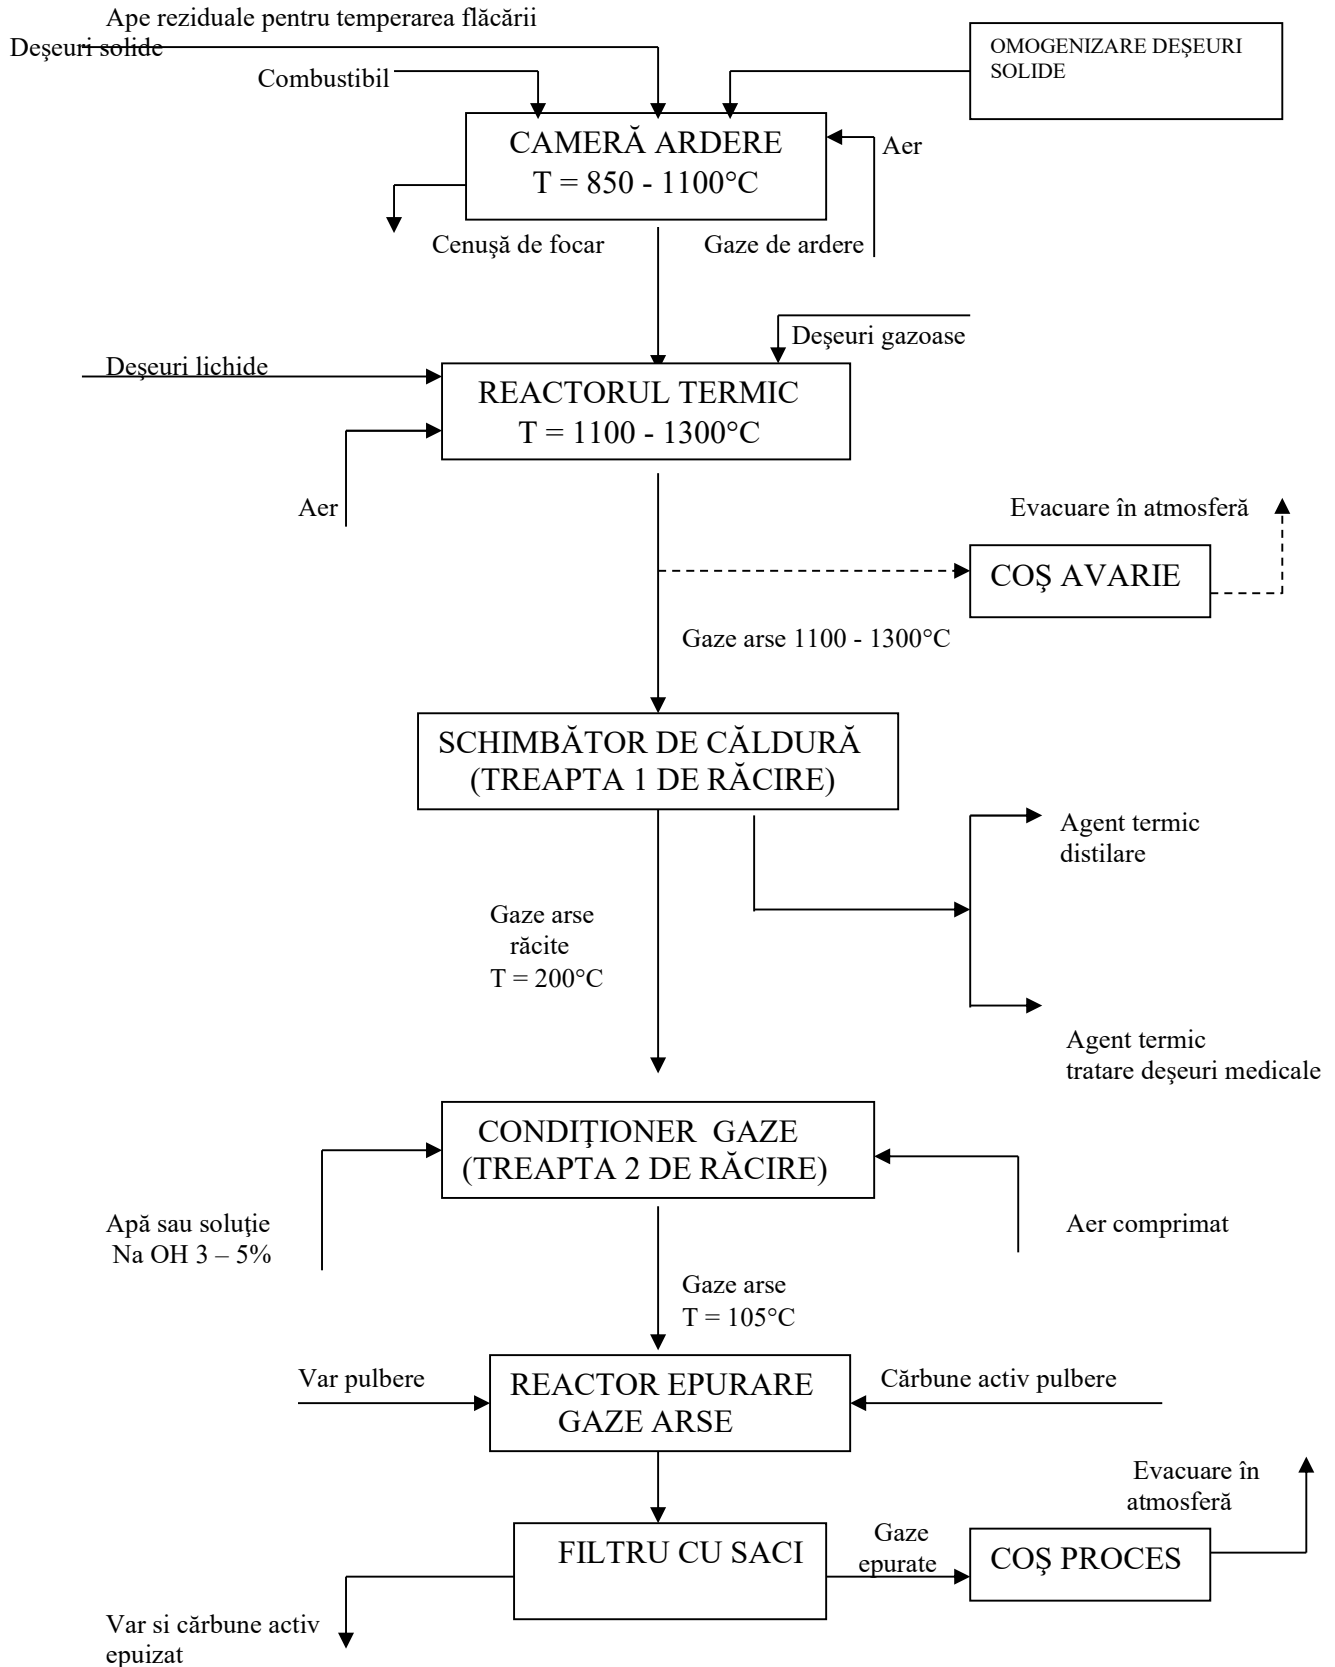 Ape reziduale pentru temperarea flăcării
Deşeuri solide
OMOGENIZARE DEŞEURI
SOLIDE
Combustibil
CAMERĂ ARDERE
T = 850 - 1100°C
Aer
Cenuşă de focar
Gaze de ardere
Deşeuri gazoase
Deşeuri lichide
REACTORUL TERMIC
T = 1100 - 1300°C
Aer
Evacuare în atmosferă
COŞ AVARIE
Gaze arse 1100 - 1300°C
SCHIMBĂTOR DE CĂLDURĂ
(TREAPTA 1 DE RĂCIRE)
Agent termic
distilare
Gaze arse
răcite
T = 200°C
Agent termic
tratare deşeuri medicale
CONDIŢIONER  GAZE
(TREAPTA 2 DE RĂCIRE)
Apă sau soluţie
Na OH 3 – 5%
Aer comprimat
Gaze arse
T = 105°C
Var pulbere
REACTOR EPURARE
GAZE ARSE
Cărbune activ pulbere
Evacuare în
atmosferă
FILTRU CU SACI
Gaze
epurate
COŞ PROCES
Var si cărbune activ
epuizat